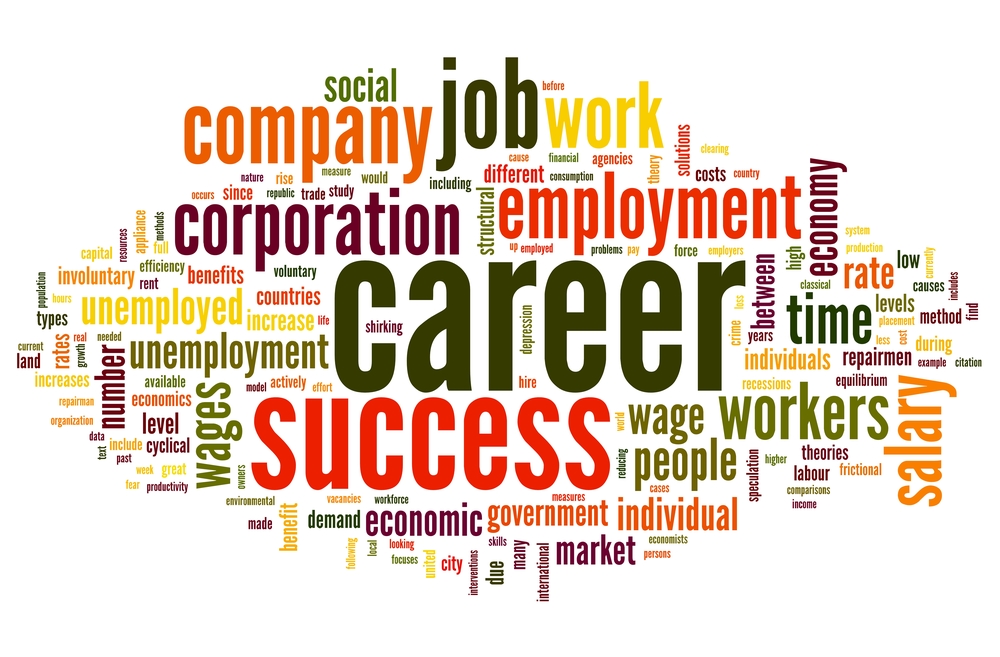 social
job
before
company
work
cause
financial
agencies
theory
solutions
clearing
nature
rise
measure
would
including
different
consumption
costs
country
occurs
since
republic
trade
study
structural
employment
economy
corporation
appliance
methods
resources
full
capital
up
employed
problems
pay
force
employers
high
system
production
involuntary
efficiency
rent
benefits
voluntary
career
between
classical
rate
low
currently
causes
includes
population
hours
types
unemployed
countries
increase
life
shirking
depression
loss
crime
years
time
levels
placement
method
find
current
land
rates
real
growth
needed
number
unemployment
less
cost
during
individuals
repairmen
example
citation
increases
available
model
actively
effort
hire
recessions
equilibrium
repairman
economics
wages
success
world
wage
workers
salary
organization
level
data
text
include
cyclical
past
people
reducing
speculation
higher
theories
labour
frictional
week
great
fear
productivity
owners
cases
comparisons
income
environmental
vacancies
workforce
measures
made
benefit
demand
economic
government
individual
following
local
looking
focuses
united
city
interventions
skills
due
many
international
market
economists
persons